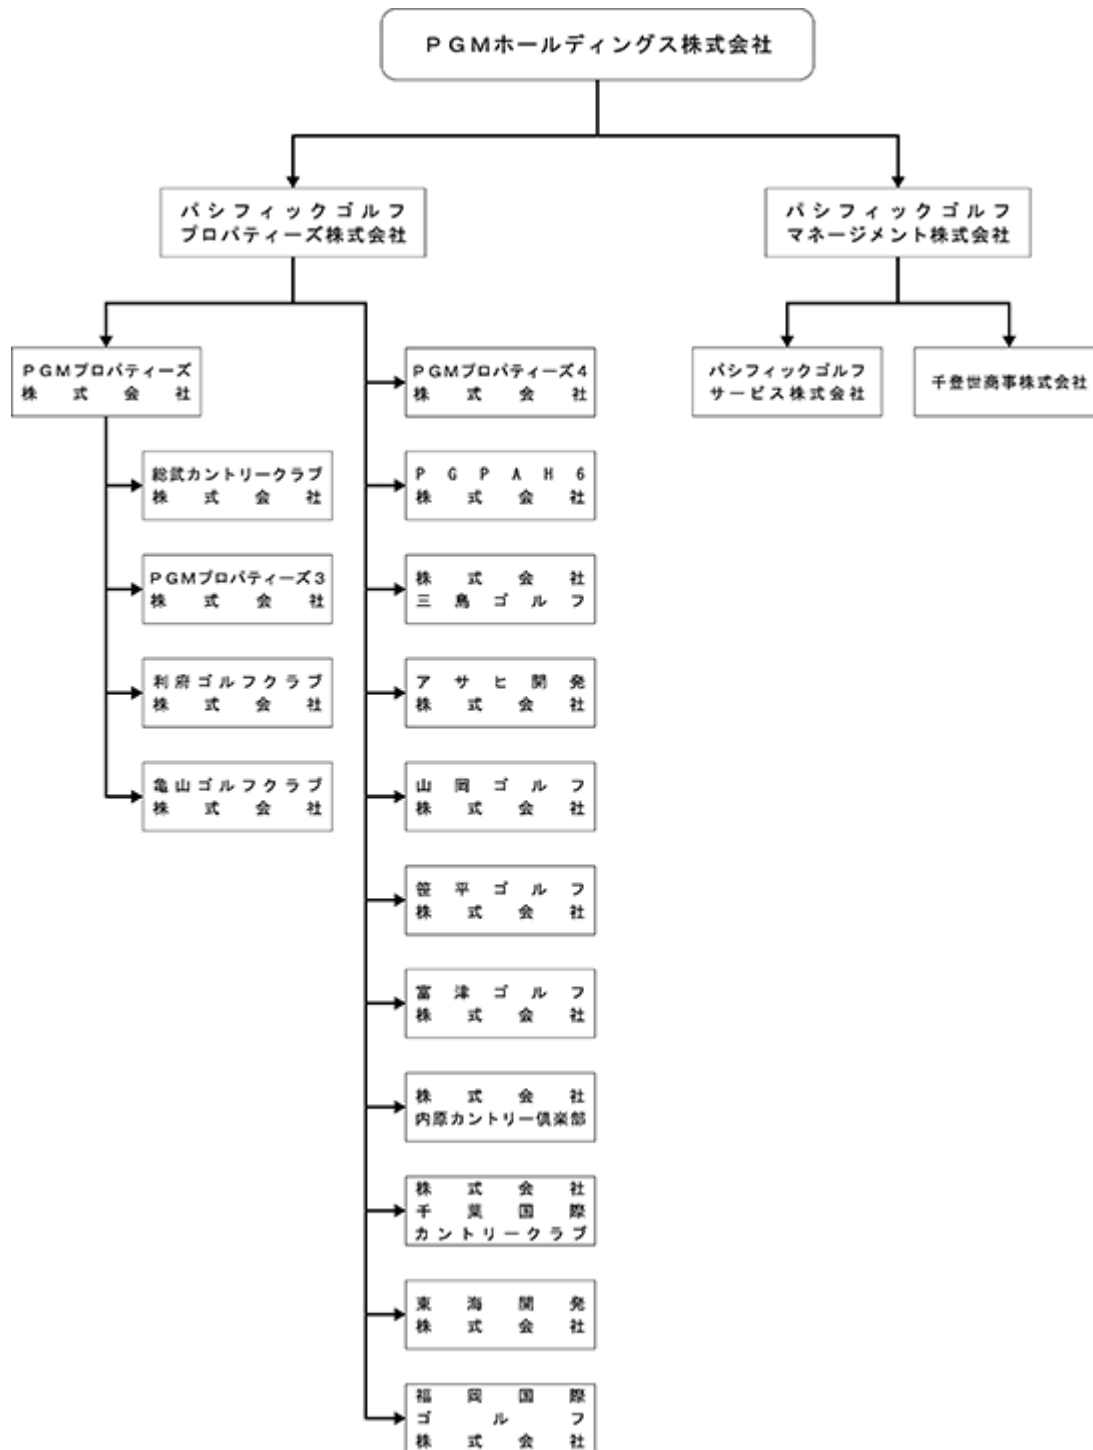 PGMホールディングス株式会社
パシフィックゴルフ
プロパティーズ株式会社
パシフィックゴルフ
マネージメント株式会社
PGMプロパティーズ
株式会社
総武カントリークラブ
株式会社
PGMプロパティーズ3
株式会社
利府ゴルフクラブ
株式会社
亀山ゴルフクラブ
株式会社
PGMプロパティーズ4
株式会社
PGPAH6
株式会社
株式会社
三島ゴルフ
アサヒ開発
株式会社
山岡ゴルフ
株式会社
笹平ゴルフ
株式会社
富津ゴルフ
株式会社
株式会社
内原カントリー倶楽部
株式会社
千葉国際
カントリークラブ
東海開発
株式会社
福岡国際
ゴルフ
株式会社
パシフィックゴルフ
サービス株式会社
千登世商事株式会社